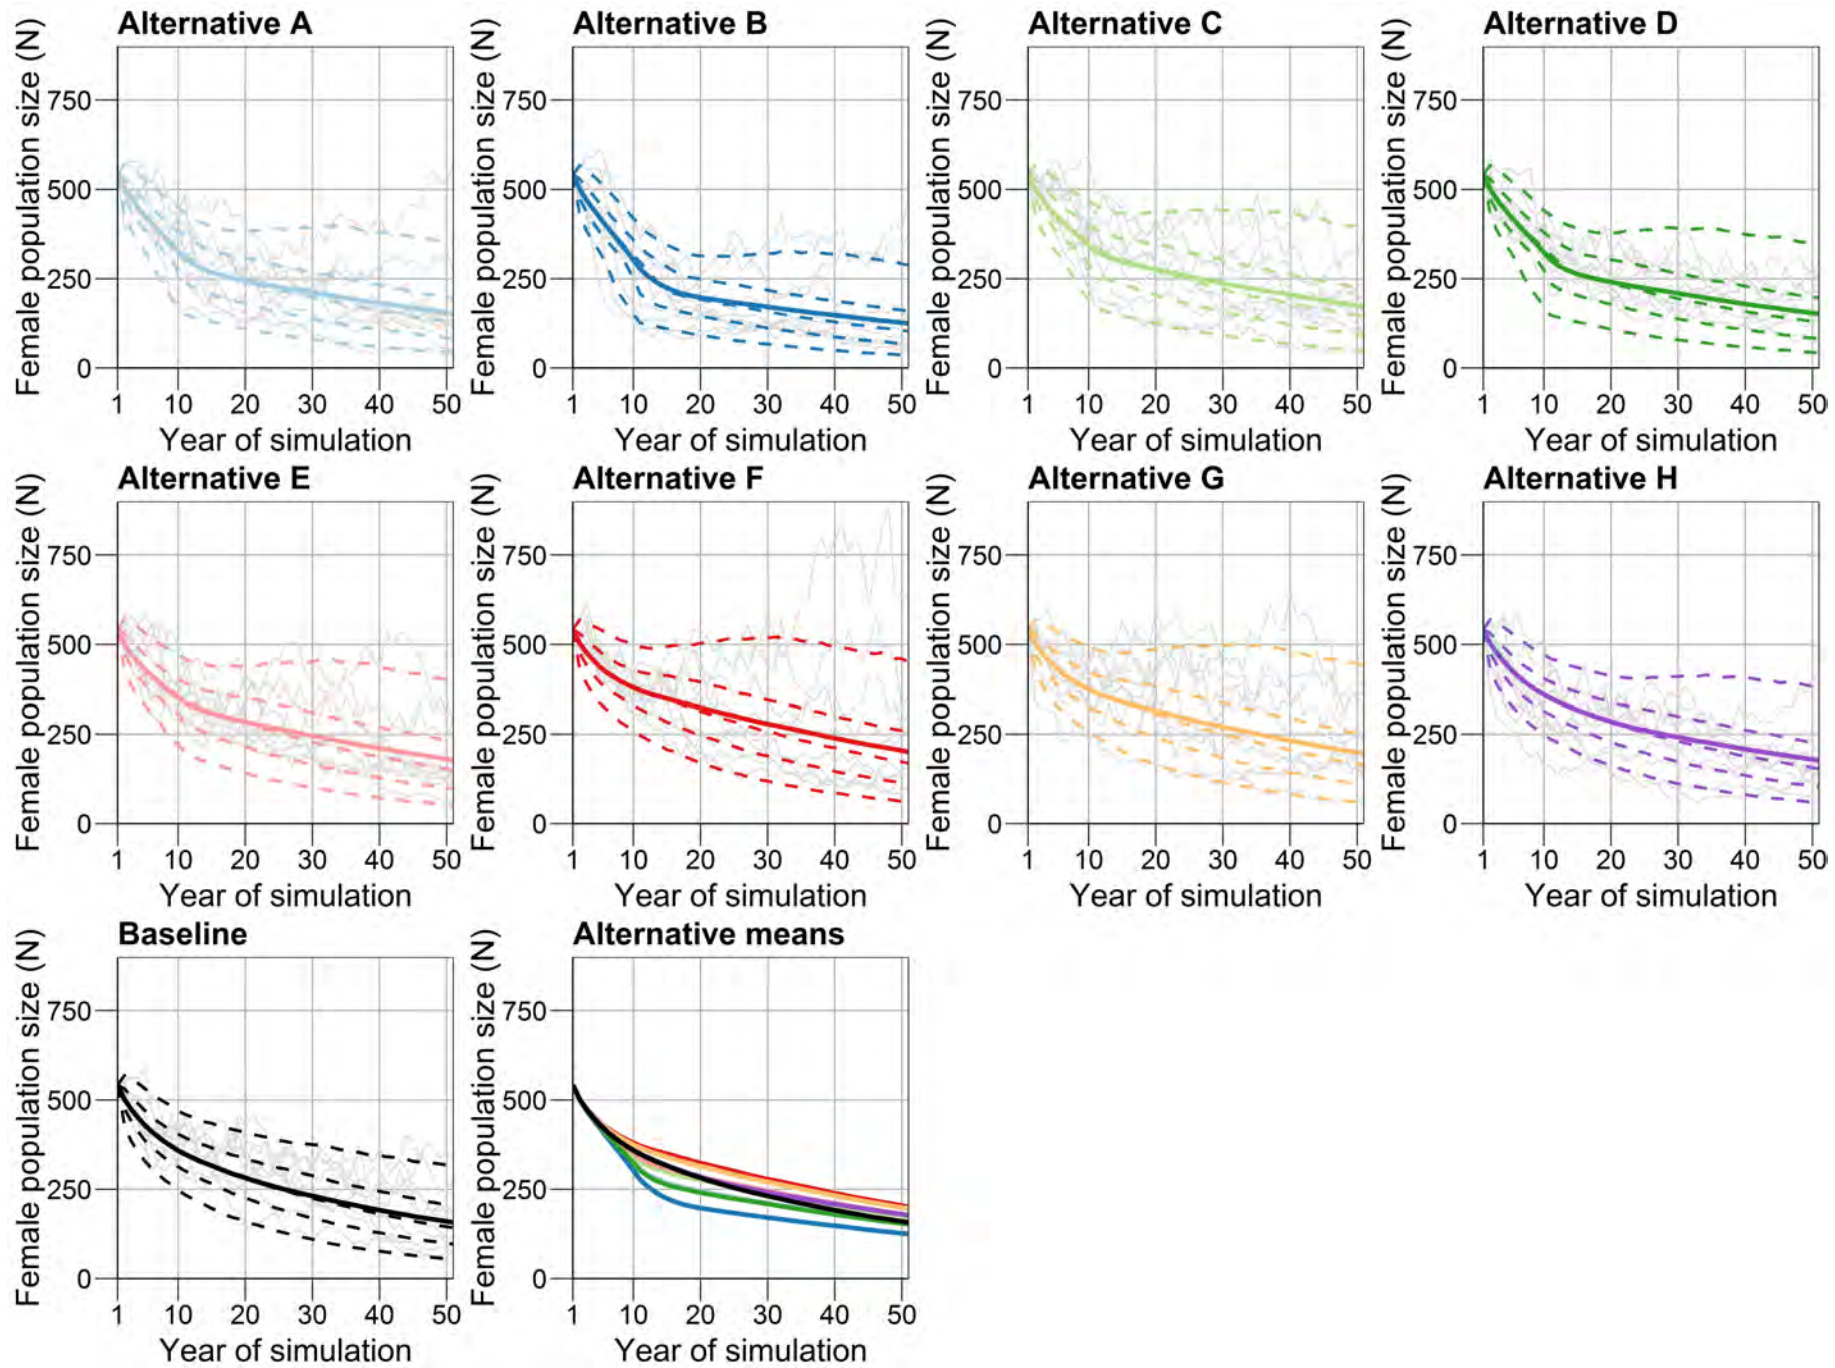 Alternative A
Alternative B
Alternative C
Alternative D
Female population size (N)
750
500
250
0
1 10 20 30 40 50
Year of simulation
Female population size (N)
750
500
250
0
1 10 20 30 40 50
Year of simulation
Female population size (N)
750
500
250
0
1 10 20 30 40 50
Year of simulation
Female population size (N)
750
500
250
0
1 10 20 30 40 50
Year of simulation
Alternative E
Alternative F
Alternative G
Alternative H
Female population size (N)
750
500
250
0
1 10 20 30 40 50
Year of simulation
Female population size (N)
750
500
250
0
1 10 20 30 40 50
Year of simulation
Female population size (N)
750
500
250
0
1 10 20 30 40 50
Year of simulation
Female population size (N)
750
500
250
0
1 10 20 30 40 50
Year of simulation
Baseline
Alternative means
Female population size (N)
750
500
250
0
1 10 20 30 40 50
Year of simulation
Female population size (N)
750
500
250
0
1 10 20 30 40 50
Year of simulation